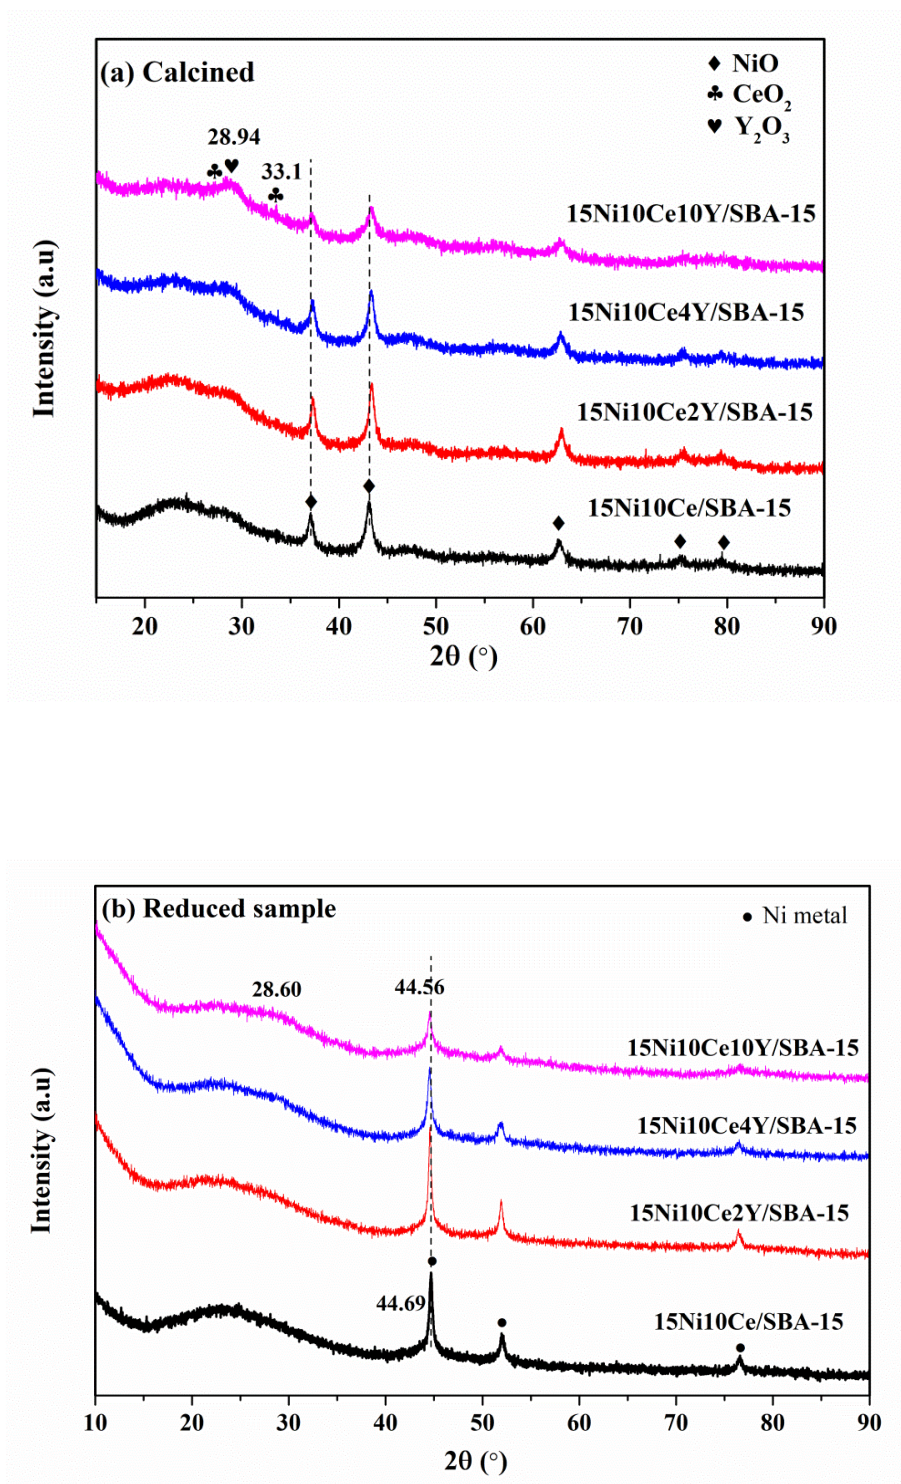 (a) Calcined
♦ NiO
♣ CeO₂
♥ Y₂O₃
28.94
33.1
15Ni10Ce10Y/SBA-15
15Ni10Ce4Y/SBA-15
15Ni10Ce2Y/SBA-15
15Ni10Ce/SBA-15
Intensity (a.u)
20 30 40 50 60 70 80 90
2θ (°)
(b) Reduced sample
● Ni metal
28.60
44.56
15Ni10Ce10Y/SBA-15
15Ni10Ce4Y/SBA-15
15Ni10Ce2Y/SBA-15
44.69
15Ni10Ce/SBA-15
Intensity (a.u)
10 20 30 40 50 60 70 80 90
2θ (°)